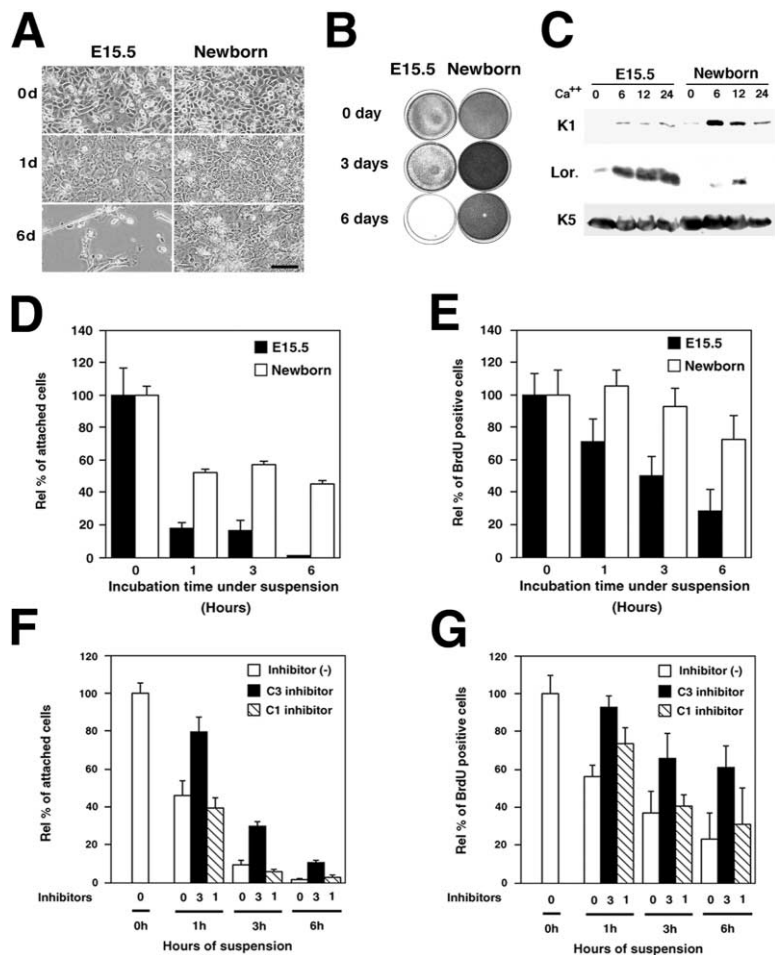 A
E15.5 Newborn
0d
1d
6d
B
E15.5 Newborn
0 day
3 days
6 days
C
E15.5 Newborn
Ca++ 0 6 12 24 0 6 12 24
K1
Lor.
K5
D
Rel % of attached cells
140
120
100
80
60
40
20
0
E15.5
Newborn
0 1 3 6
Incubation time under suspension
(Hours)
E
Rel % of BrdU positive cells
140
120
100
80
60
40
20
0
E15.5
Newborn
0 1 3 6
Incubation time under suspension
(Hours)
F
Rel % of attached cells
120
100
80
60
40
20
0
Inhibitor (-)
C3 inhibitor
C1 inhibitor
Inhibitors 0 0 3 1 0 3 1 0 3 1
0h 1h 3h 6h
Hours of suspension
G
Rel % of BrdU positive cells
120
100
80
60
40
20
0
Inhibitor (-)
C3 inhibitor
C1 inhibitor
Inhibitors 0 0 3 1 0 3 1 0 3 1
0h 1h 3h 6h
Hours of suspension